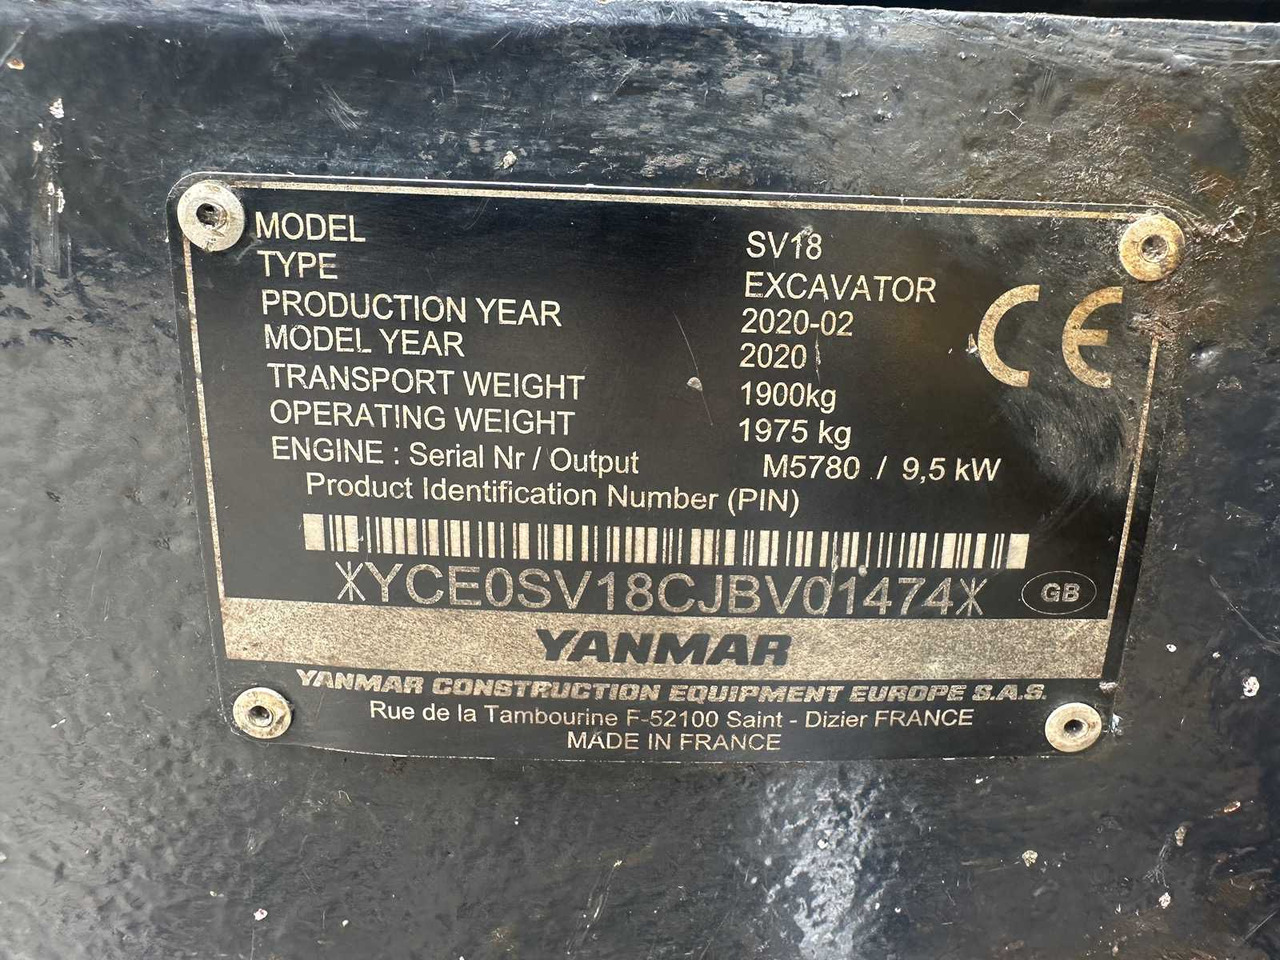 MODEL SV18
TYPE EXCAVATOR
PRODUCTION YEAR 2020-02
MODEL YEAR 2020
TRANSPORT WEIGHT 1900kg
OPERATING WEIGHT 1975 kg
ENGINE : Serial Nr / Output M5780 / 9,5 kW
Product Identification Number (PIN)
CE
*YCE0SV18CJBV01474*
GB
YANMAR
YANMAR CONSTRUCTION EQUIPMENT EUROPE S.A.S.
Rue de la Tambourine F-52100 Saint - Dizier FRANCE
MADE IN FRANCE